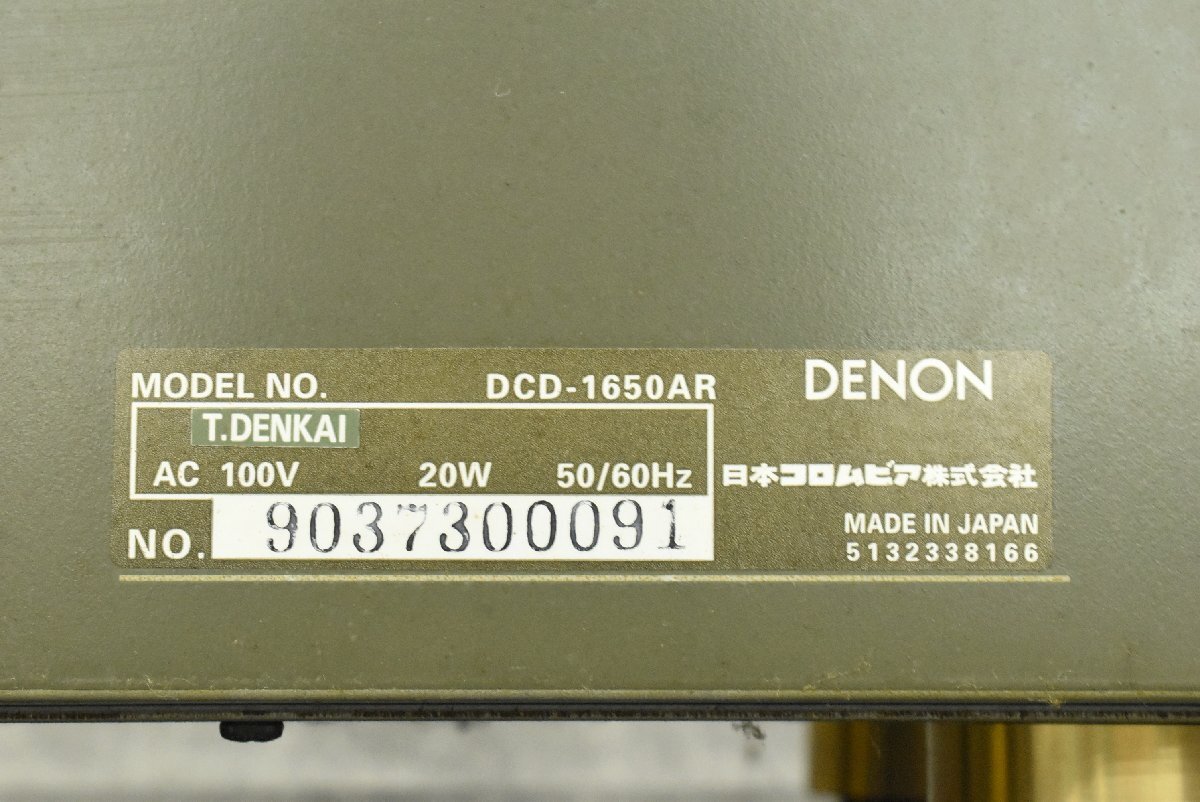 MODEL NO. DCD-1650AR
T.DENKAI
AC 100V 20W 50/60Hz
NO. 9037300091
DENON
日本コロムビア株式会社
MADE IN JAPAN
5132338166